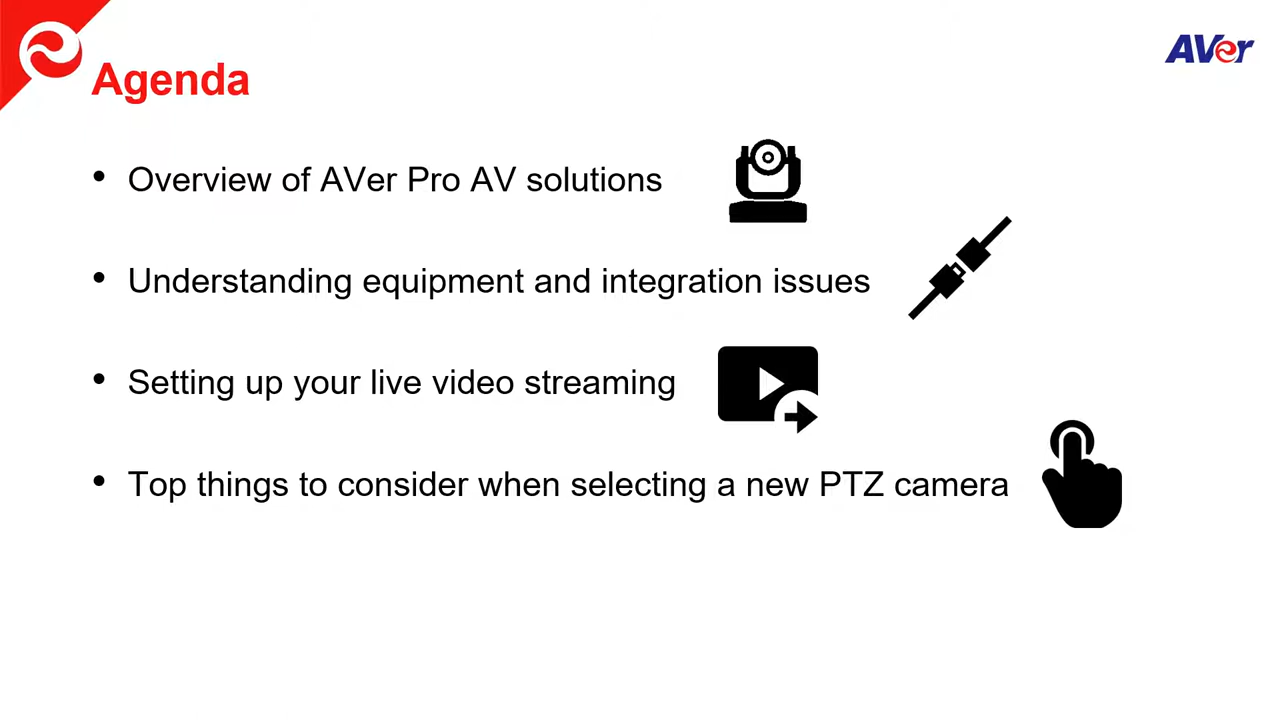 AVer
Agenda
• Overview of AVer Pro AV solutions
• Understanding equipment and integration issues
• Setting up your live video streaming
• Top things to consider when selecting a new PTZ camera